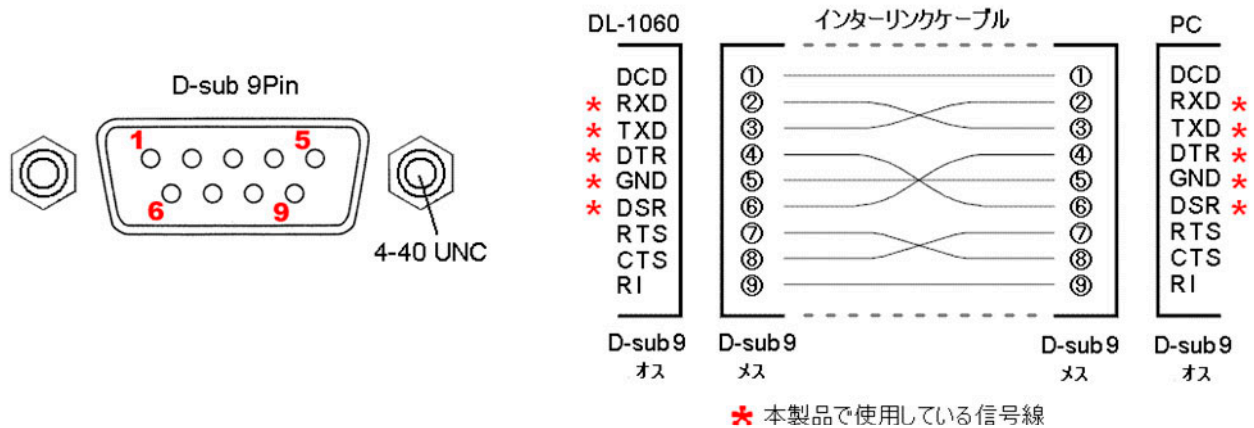 D-sub 9Pin
1 5
6 9
4-40 UNC
DL-1060 インターリンクケーブル PC
DCD ① ① DCD
* RXD ② ② RXD *
* TXD ③ ③ TXD *
* DTR ④ ④ DTR *
* GND ⑤ ⑤ GND *
* DSR ⑥ ⑥ DSR *
RTS ⑦ ⑦ RTS
CTS ⑧ ⑧ CTS
RI ⑨ ⑨ RI
D-sub9 D-sub9 D-sub9 D-sub9
オス メス メス オス
* 本製品で使用している信号線